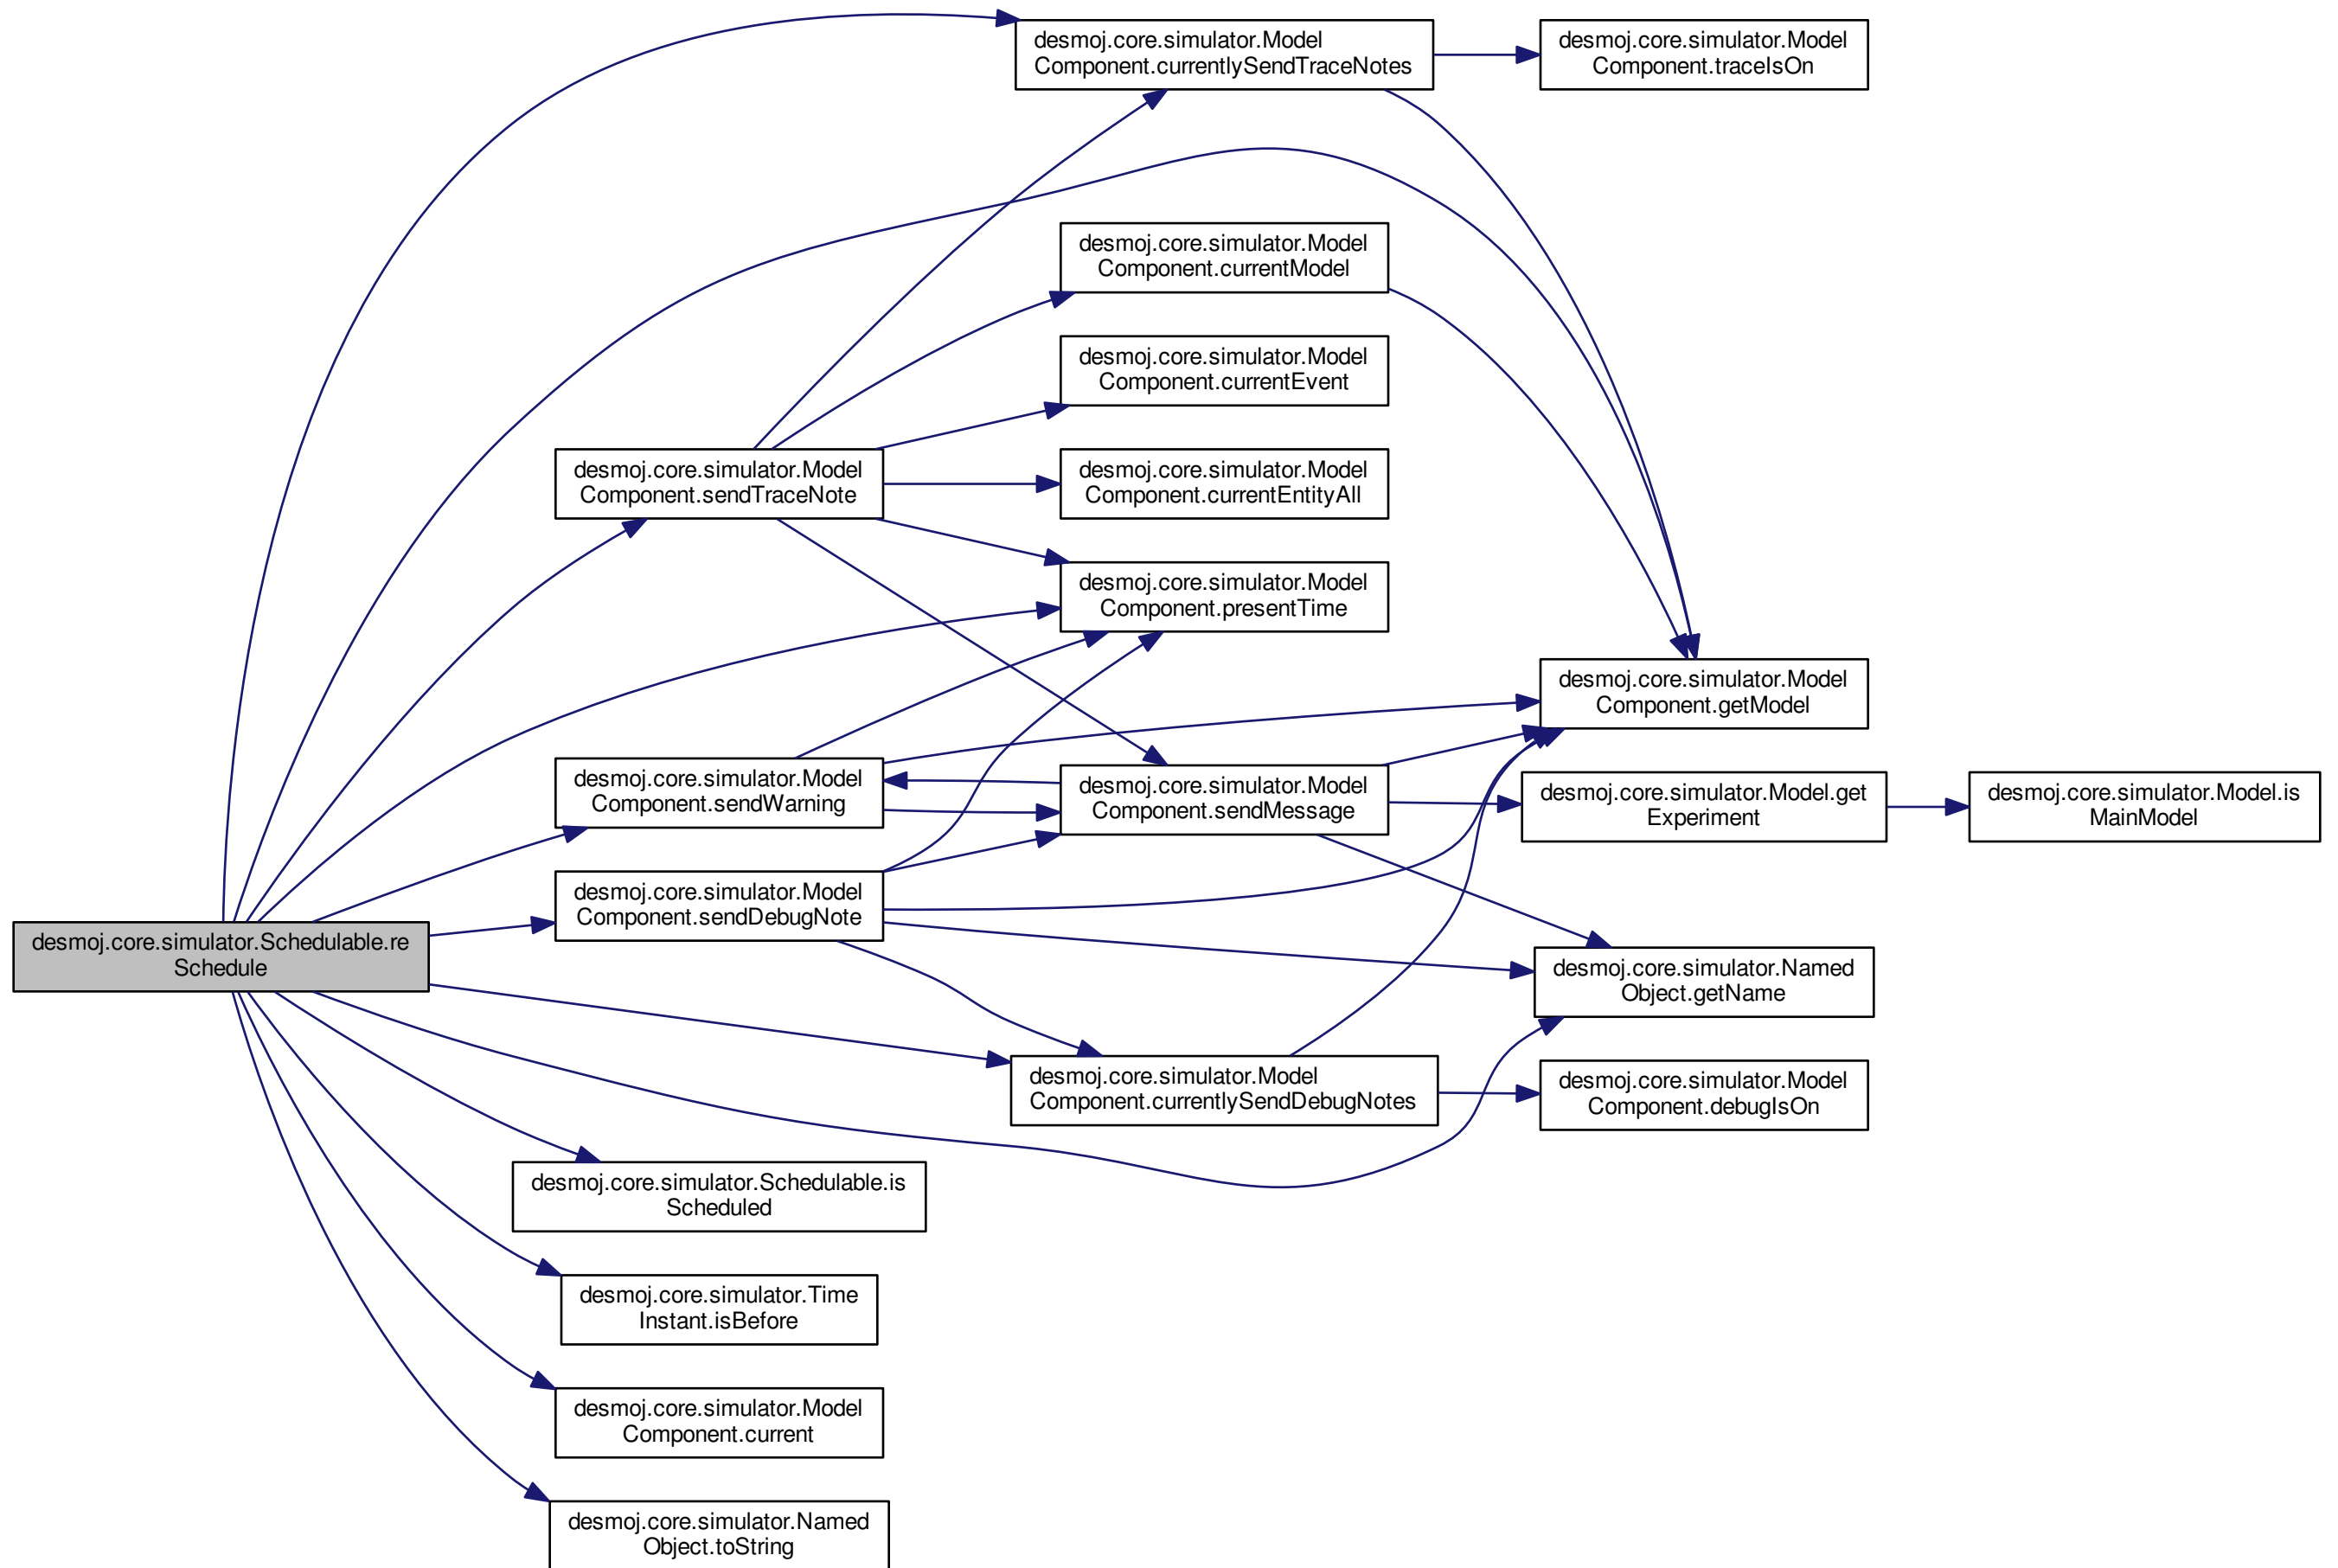 desmoj.core.simulator.Model
Component.currentlySendTraceNotes
desmoj.core.simulator.Model
Component.traceIsOn
desmoj.core.simulator.Model
Component.currentModel
desmoj.core.simulator.Model
Component.currentEvent
desmoj.core.simulator.Model
Component.sendTraceNote
desmoj.core.simulator.Model
Component.currentEntityAll
desmoj.core.simulator.Model
Component.presentTime
desmoj.core.simulator.Model
Component.getModel
desmoj.core.simulator.Model
Component.sendWarning
desmoj.core.simulator.Model
Component.sendMessage
desmoj.core.simulator.Model.get
Experiment
desmoj.core.simulator.Model.is
MainModel
desmoj.core.simulator.Model
Component.sendDebugNote
desmoj.core.simulator.Schedulable.re
Schedule
desmoj.core.simulator.Named
Object.getName
desmoj.core.simulator.Model
Component.currentlySendDebugNotes
desmoj.core.simulator.Model
Component.debugIsOn
desmoj.core.simulator.Schedulable.is
Scheduled
desmoj.core.simulator.Time
Instant.isBefore
desmoj.core.simulator.Model
Component.current
desmoj.core.simulator.Named
Object.toString